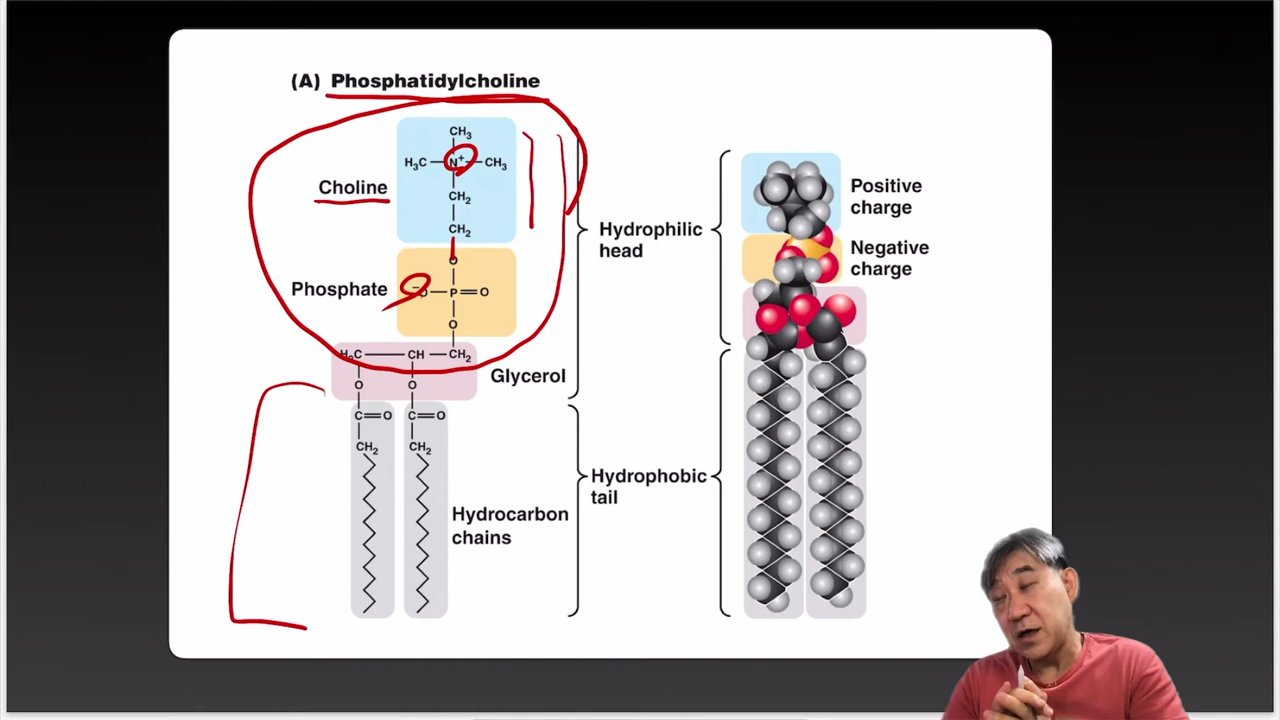 (A) Phosphatidylcholine
CH₃
H₃C N⁺ CH₃
Choline
CH₂
CH₂
O
Phosphate
⁻O P O
O
H₂C CH CH₂
Glycerol
O O
C O C O
CH₂ CH₂
Hydrocarbon
chains
Hydrophilic
head
Hydrophobic
tail
Positive
charge
Negative
charge